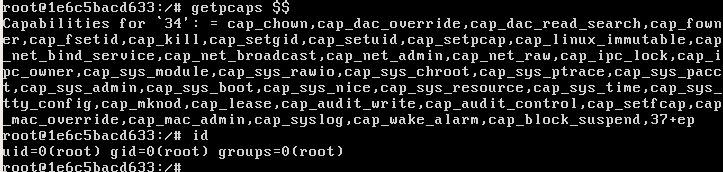 root@1e6c5bacd633:/# getpcaps $$
Capabilities for `34': = cap_chown,cap_dac_override,cap_dac_read_search,cap_fown
er,cap_fsetid,cap_kill,cap_setgid,cap_setuid,cap_setpcap,cap_linux_immutable,cap
_net_bind_service,cap_net_broadcast,cap_net_admin,cap_net_raw,cap_ipc_lock,cap_i
pc_owner,cap_sys_module,cap_sys_rawio,cap_sys_chroot,cap_sys_ptrace,cap_sys_pacc
t,cap_sys_admin,cap_sys_boot,cap_sys_nice,cap_sys_resource,cap_sys_time,cap_sys_
tty_config,cap_mknod,cap_lease,cap_audit_write,cap_audit_control,cap_setfcap,cap
_mac_override,cap_mac_admin,cap_syslog,cap_wake_alarm,cap_block_suspend,37+ep
root@1e6c5bacd633:/# id
uid=0(root) gid=0(root) groups=0(root)
root@1e6c5bacd633:/#